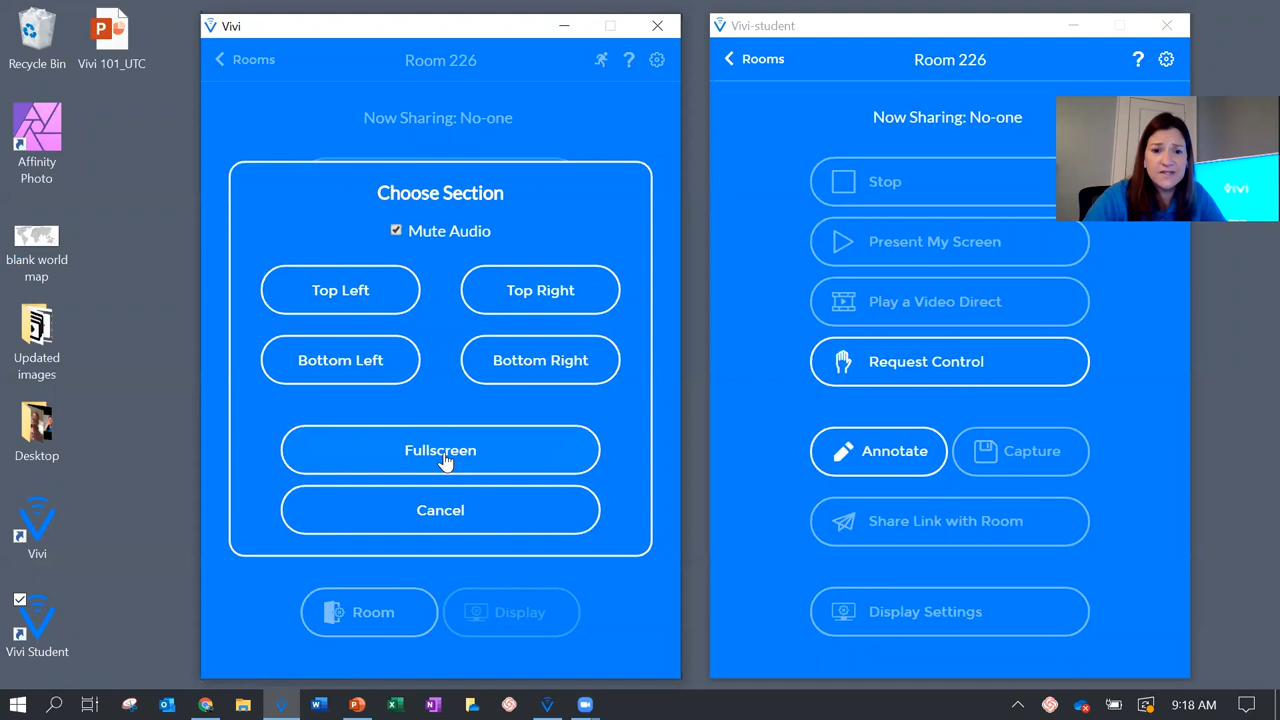 Recycle Bin
Vivi 101_UTC
Affinity
Photo
blank world
map
Updated
images
Desktop
Vivi
Vivi Student
Vivi
Rooms
Room 226
?
Now Sharing: No-one
Choose Section
Mute Audio
Top Left
Top Right
Bottom Left
Bottom Right
Fullscreen
Cancel
Room
Display
Vivi-student
Rooms
Room 226
?
Now Sharing: No-one
Stop
Present My Screen
Play a Video Direct
Request Control
Annotate
Capture
Share Link with Room
Display Settings
vivi
9:18 AM